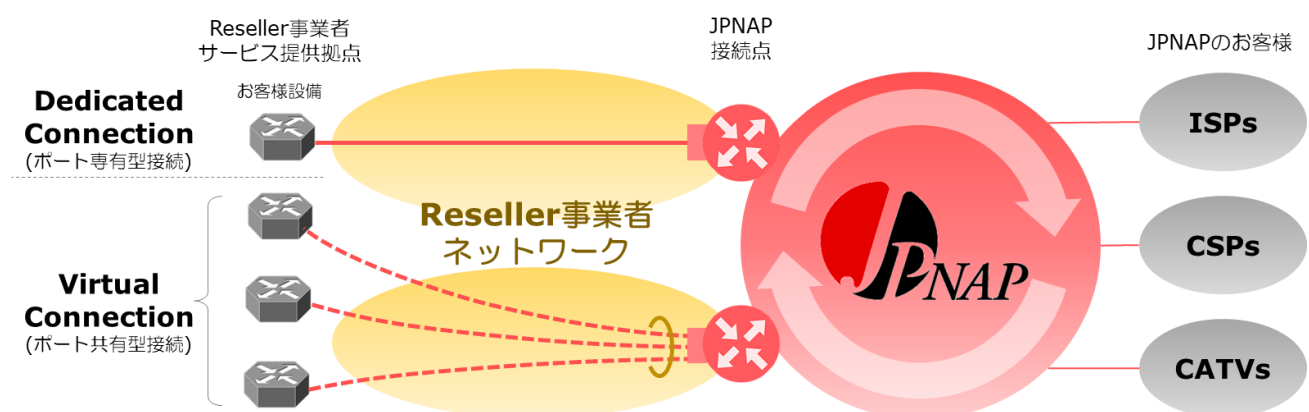 Reseller事業者
サービス提供拠点
JPNAP
接続点
JPNAPのお客様
お客様設備
Dedicated
Connection
(ポート専有型接続)
ISPs
Reseller事業者
ネットワーク
JPNAP
CSPs
Virtual
Connection
(ポート共有型接続)
CATVs